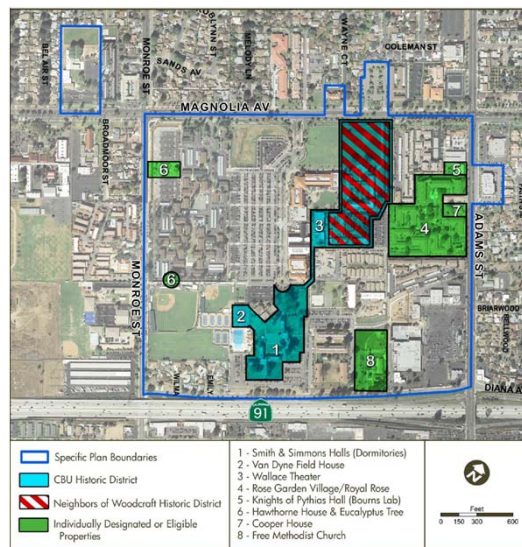 COLEMAN ST
WAYNE CT
MELODY LN
BEL AIR ST
MONROE ST
SANDS AV
MAGNOLIA AV
BROADMOOR ST
6
5
7
3
4
ADAMS ST
6
MONROE ST
2
1
8
BRIARWOOD
WILMA
EMILY
DIANA A
91
Specific Plan Boundaries
CBU Historic District
Neighbors of Woodcraft Historic District
Individually Designated or Eligible
Properties
1 - Smith & Simmons Halls (Dormitories)
2 - Van Dyne Field House
3 - Wallace Theater
4 - Rose Garden Village/Royal Rose
5 - Knights of Pythias Hall (Bourns Lab)
6 - Hawthorne House & Eucalyptus Tree
7 - Cooper House
8 - Free Methodist Church
Feet
0 150 300 600